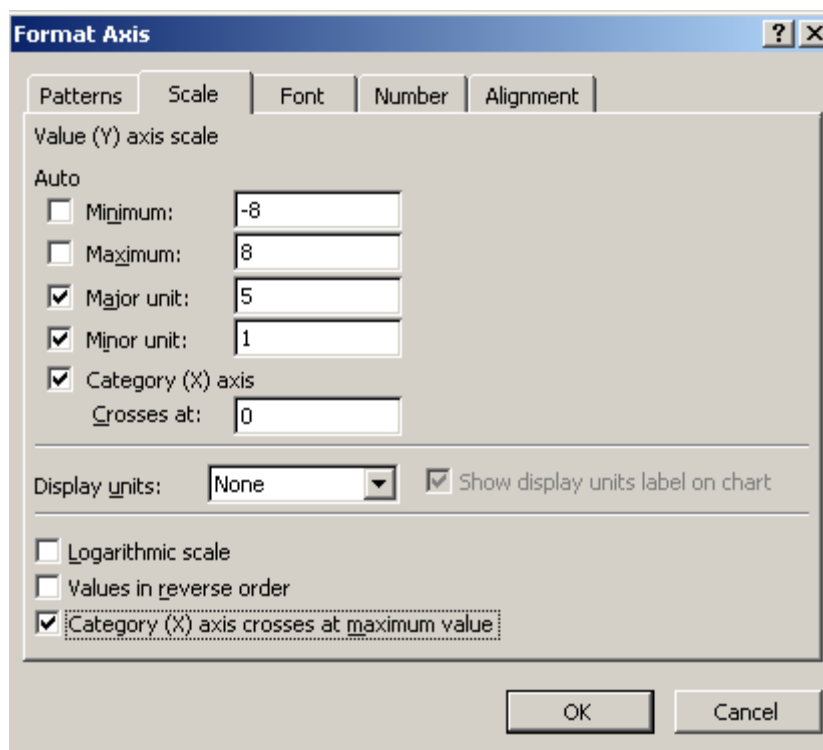 Format Axis
Patterns Scale Font Number Alignment
Value (Y) axis scale
Auto
Minimum: -8
Maximum: 8
Major unit: 5
Minor unit: 1
Category (X) axis
Crosses at: 0
Display units: None Show display units label on chart
Logarithmic scale
Values in reverse order
Category (X) axis crosses at maximum value
OK Cancel